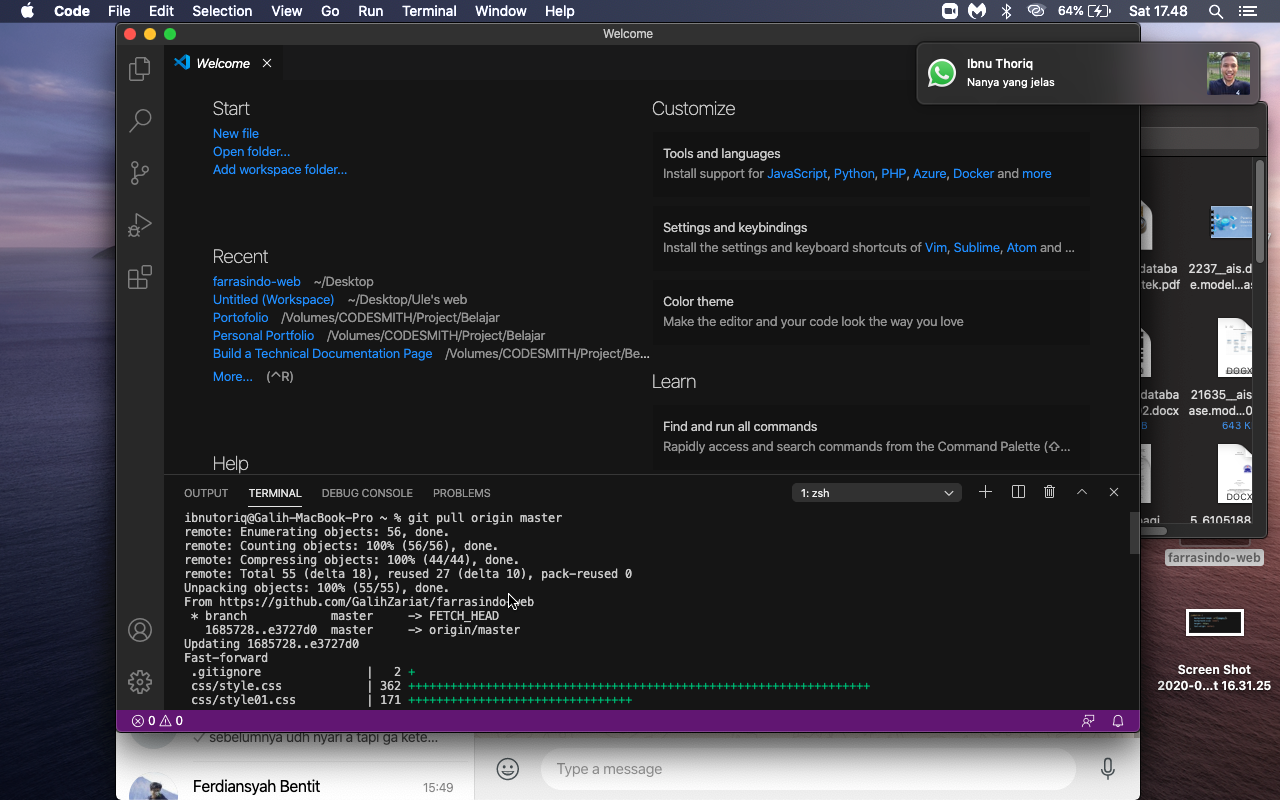 Code File Edit Selection View Go Run Terminal Window Help 64% Sat 17.48
Welcome
Welcome
Ibnu Thoriq
Nanya yang jelas
Start
New file
Open folder...
Add workspace folder...
Recent
farrasindo-web ~/Desktop
Untitled (Workspace) ~/Desktop/Ule's web
Portofolio /Volumes/CODESMITH/Project/Belajar
Personal Portfolio /Volumes/CODESMITH/Project/Belajar
Build a Technical Documentation Page /Volumes/CODESMITH/Project/Be...
More... (^R)
Help
Customize
Tools and languages
Install support for JavaScript, Python, PHP, Azure, Docker and more
Settings and keybindings
Install the settings and keyboard shortcuts of Vim, Sublime, Atom and ...
Color theme
Make the editor and your code look the way you love
Learn
Find and run all commands
Rapidly access and search commands from the Command Palette (⇧...
OUTPUT TERMINAL DEBUG CONSOLE PROBLEMS 1: zsh
ibnutoriq@Galih-MacBook-Pro ~ % git pull origin master
remote: Enumerating objects: 56, done.
remote: Counting objects: 100% (56/56), done.
remote: Compressing objects: 100% (44/44), done.
remote: Total 55 (delta 18), reused 27 (delta 10), pack-reused 0
Unpacking objects: 100% (55/55), done.
From https://github.com/GalihZariat/farrasindo-web
* branch master -> FETCH_HEAD
1685728..e3727d0 master -> origin/master
Updating 1685728..e3727d0
Fast-forward
.gitignore | 2 +
css/style.css | 362 ++++++++++++++++++++++++++++++++++++++++++++++++++++++++++++++++++
css/style01.css | 171 ++++++++++++++++++++++++++++++++
0 0
databa 2237__ais.d
tek.pdf e.model...as
DOCX
databa 21635__ais
2.docx ase.mod...0
B 643 K
DOCX
5_6105188
farrasindo-web
Screen Shot
2020-0...t 16.31.25
sebelumnya udh nyari a tapi ga kete...
Ferdiansyah Bentit 15:49
Type a message